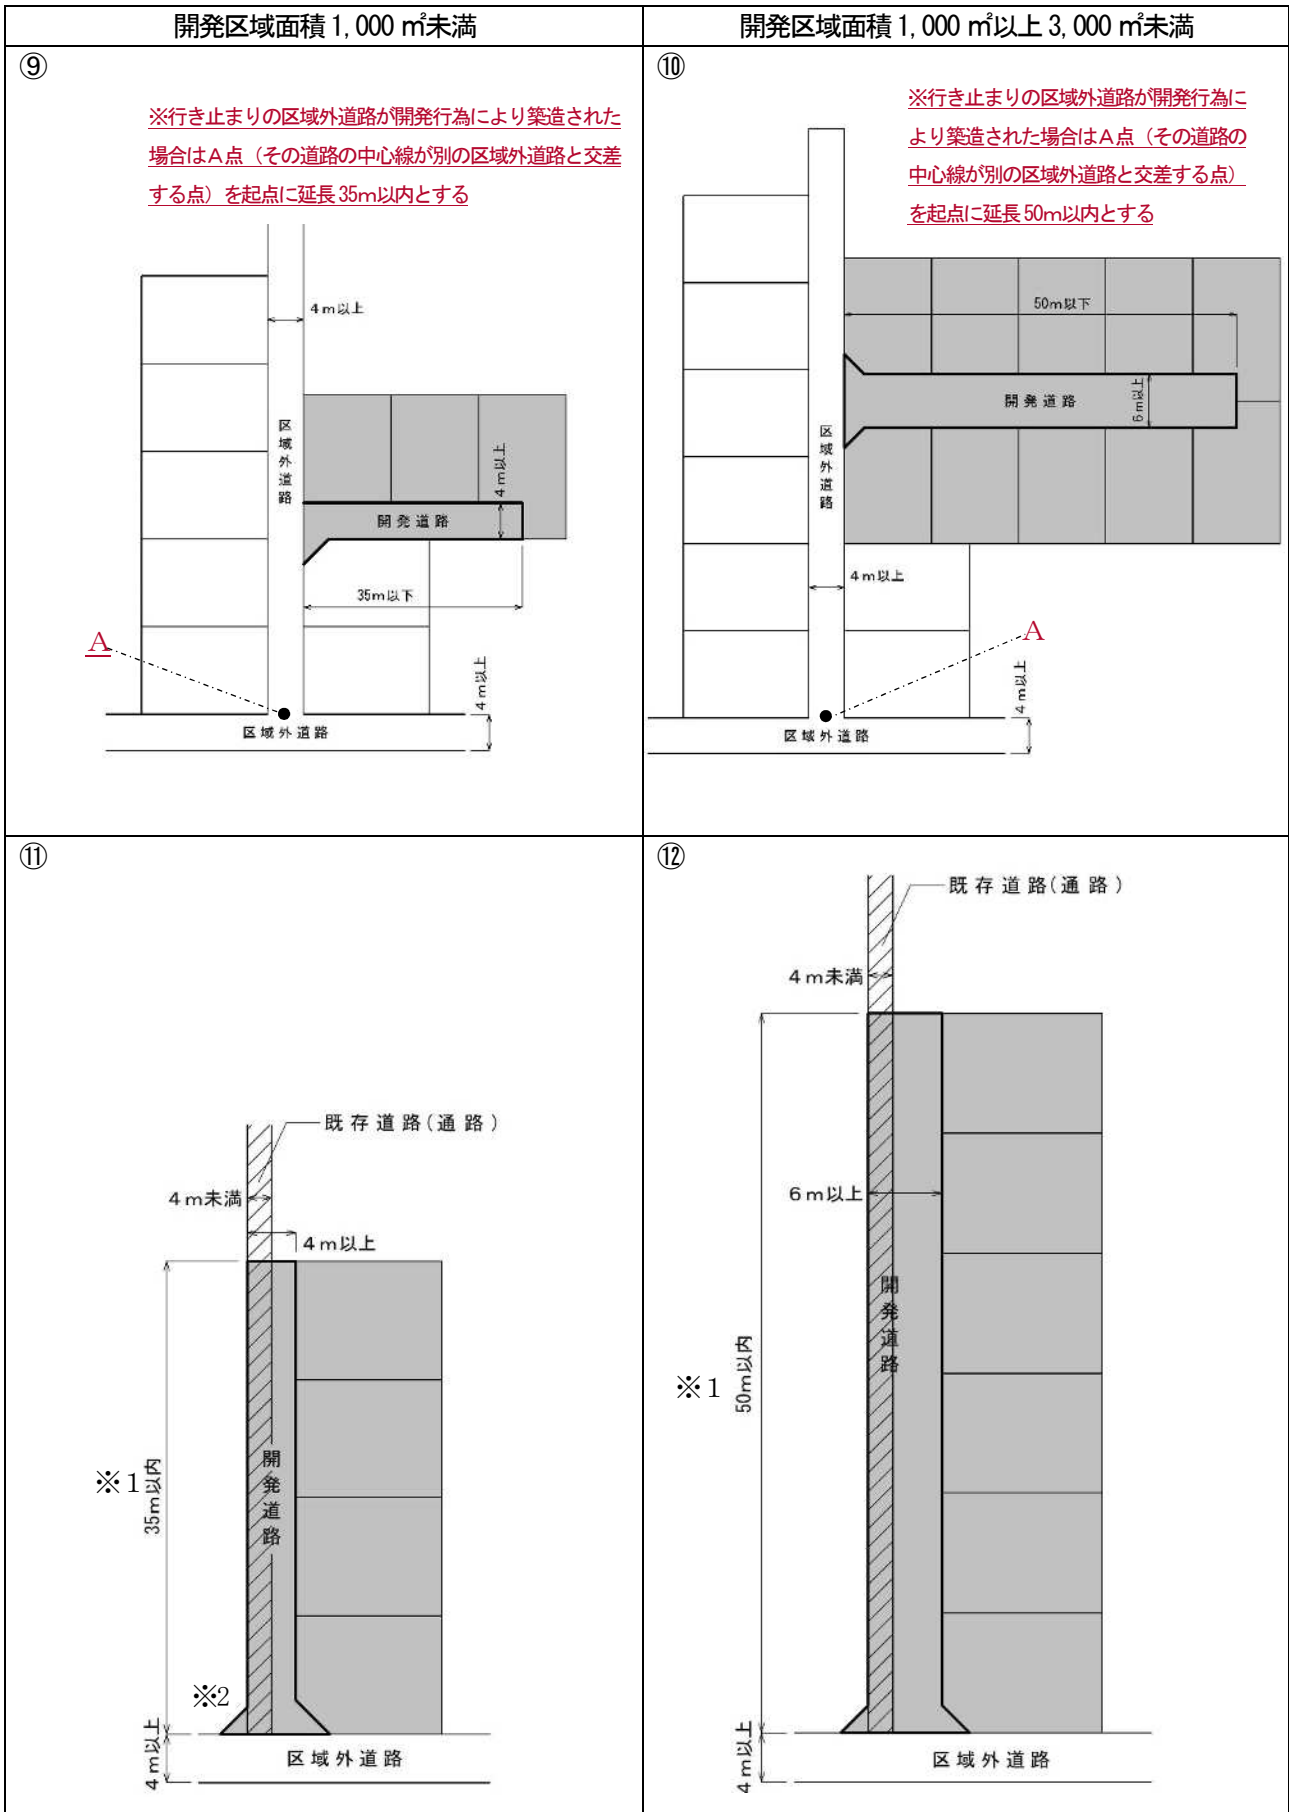 開発区域面積 1,000 ㎡未満
開発区域面積 1,000 ㎡以上 3,000 ㎡未満
⑨
※行き止まりの区域外道路が開発行為により築造された
場合はA点（その道路の中心線が別の区域外道路と交差
する点）を起点に延長 35m以内とする
4m以上
区域外道路
4m以上
開発道路
35m以下
A
4m以上
区域外道路
⑩
※行き止まりの区域外道路が開発行為に
より築造された場合はA点（その道路の
中心線が別の区域外道路と交差する点）
を起点に延長 50m以内とする
50m以下
開発道路
6m以上
区域外道路
4m以上
A
4m以上
区域外道路
⑪
既存道路(通路)
4m未満
4m以上
※1
35m以内
開発道路
※2
4m以上
区域外道路
⑫
既存道路(通路)
4m未満
6m以上
開発道路
※1
50m以内
4m以上
区域外道路